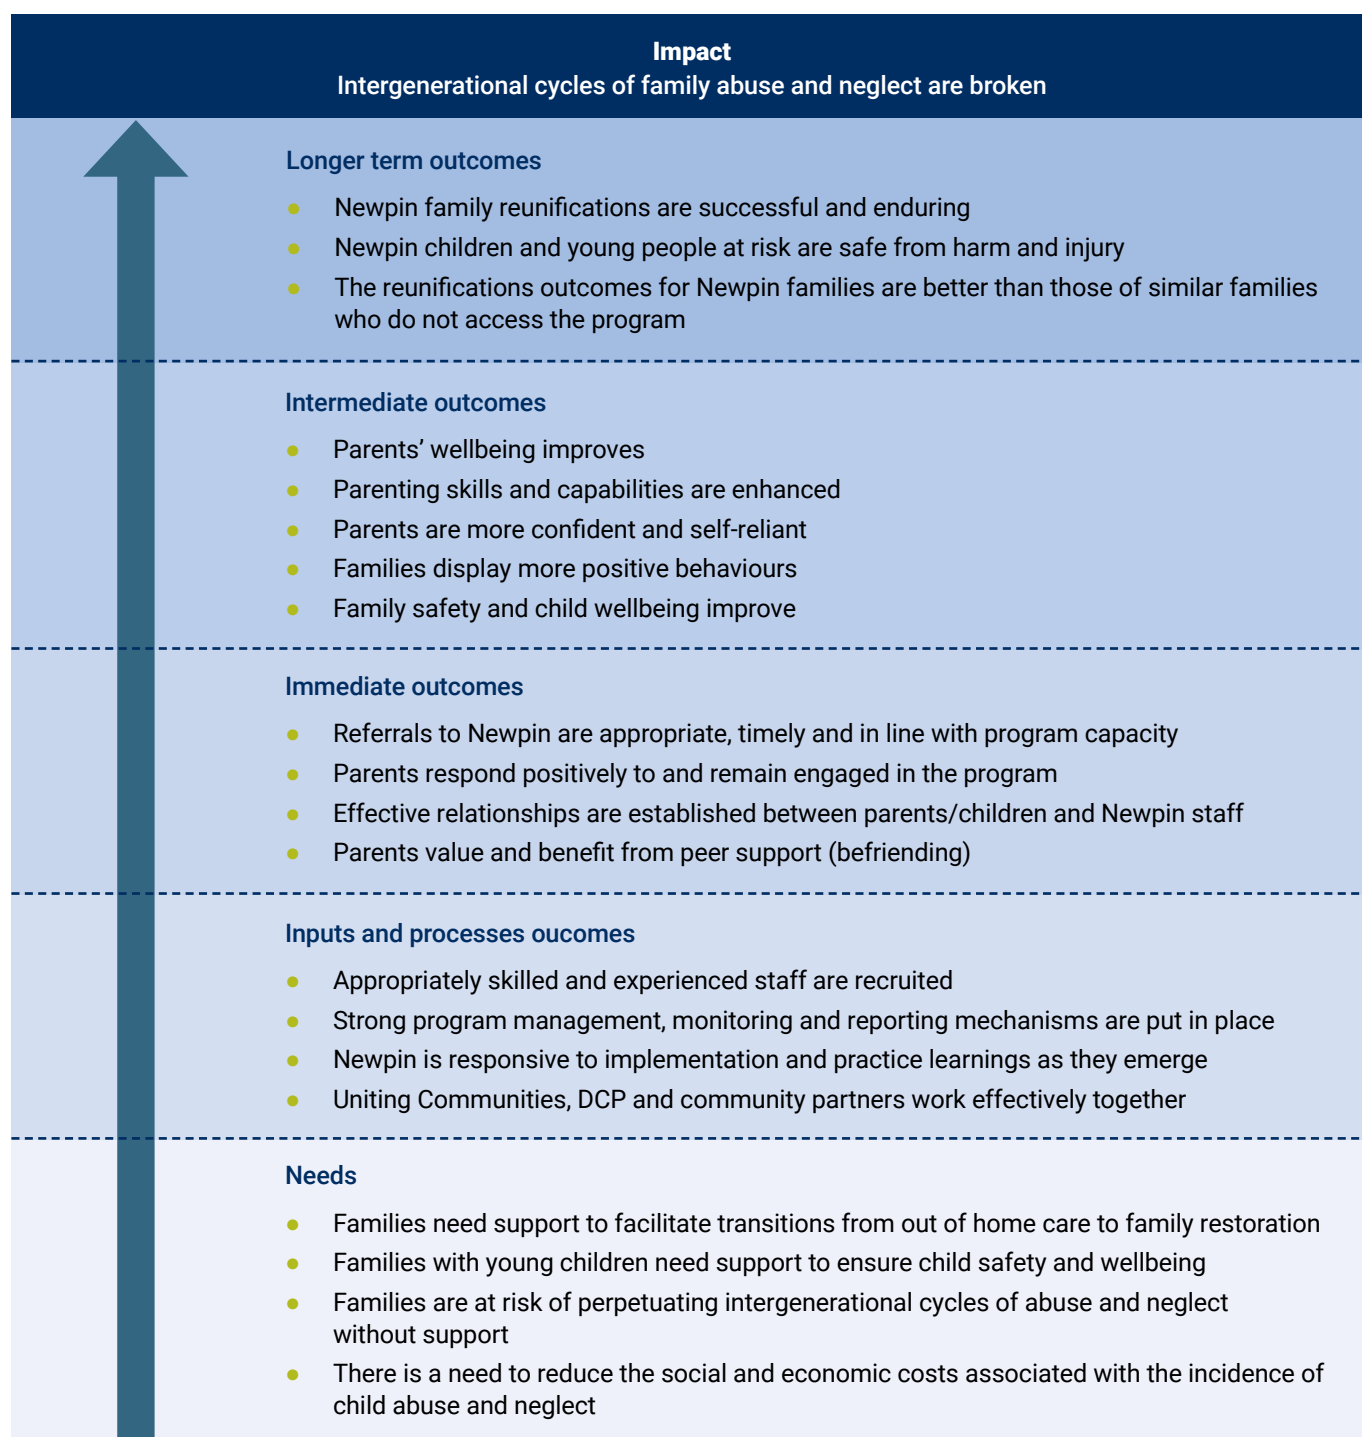 Impact
Intergenerational cycles of family abuse and neglect are broken
Longer term outcomes
● Newpin family reunifications are successful and enduring
● Newpin children and young people at risk are safe from harm and injury
● The reunifications outcomes for Newpin families are better than those of similar families
who do not access the program
Intermediate outcomes
● Parents’ wellbeing improves
● Parenting skills and capabilities are enhanced
● Parents are more confident and self-reliant
● Families display more positive behaviours
● Family safety and child wellbeing improve
Immediate outcomes
● Referrals to Newpin are appropriate, timely and in line with program capacity
● Parents respond positively to and remain engaged in the program
● Effective relationships are established between parents/children and Newpin staff
● Parents value and benefit from peer support (befriending)
Inputs and processes oucomes
● Appropriately skilled and experienced staff are recruited
● Strong program management, monitoring and reporting mechanisms are put in place
● Newpin is responsive to implementation and practice learnings as they emerge
● Uniting Communities, DCP and community partners work effectively together
Needs
● Families need support to facilitate transitions from out of home care to family restoration
● Families with young children need support to ensure child safety and wellbeing
● Families are at risk of perpetuating intergenerational cycles of abuse and neglect
without support
● There is a need to reduce the social and economic costs associated with the incidence of
child abuse and neglect